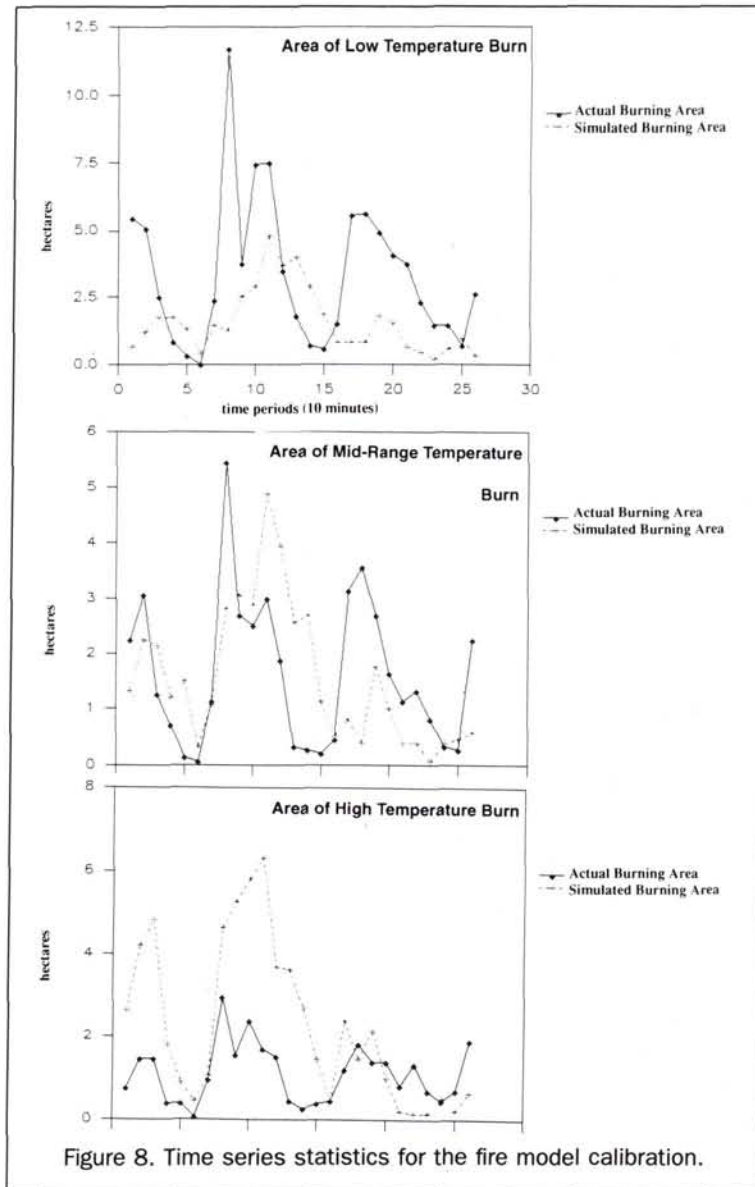 Area of Low Temperature Burn
12.5
10.0
7.5
5.0
2.5
0.0
hectares
0 5 10 15 20 25 30
time periods (10 minutes)
Actual Burning Area
Simulated Burning Area
Area of Mid-Range Temperature
Burn
6
5
4
3
2
1
0
hectares
Actual Burning Area
Simulated Burning Area
Area of High Temperature Burn
8
6
4
2
0
hectares
Actual Burning Area
Simulated Burning Area
Figure 8. Time series statistics for the fire model calibration.